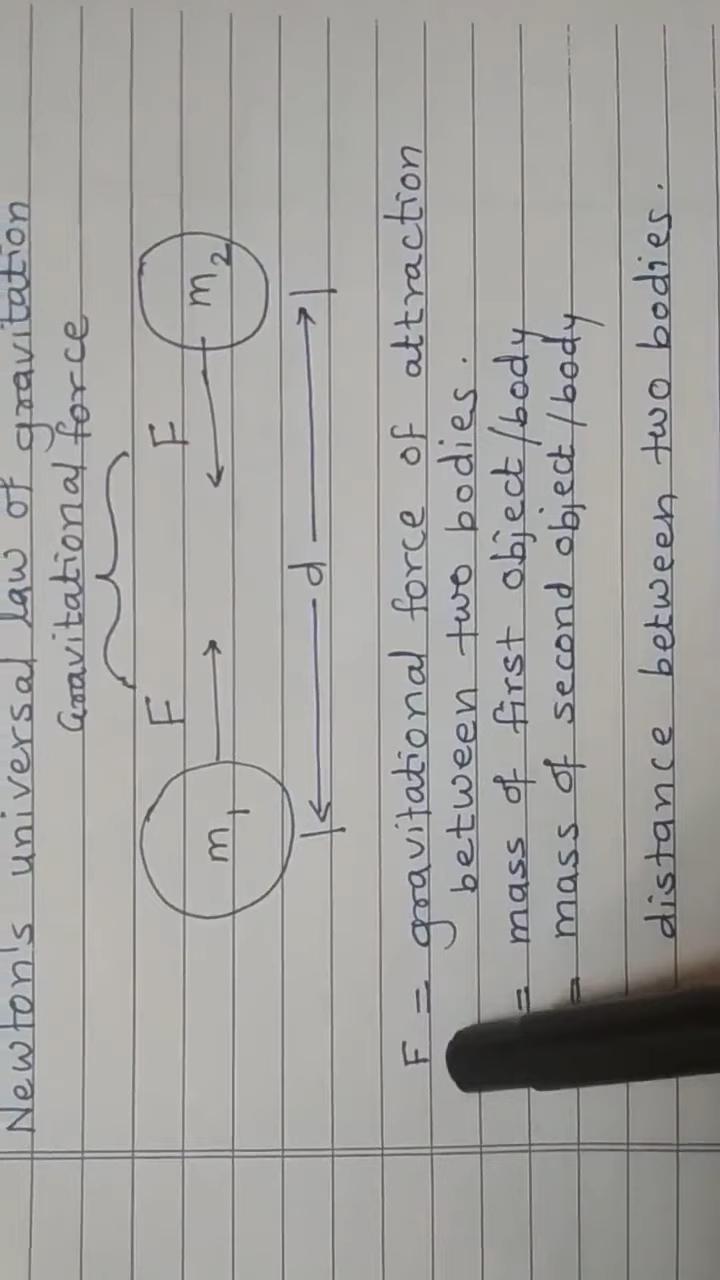 Newton's universal law of gravitation
Gravitational force
F F
m1 m2
d
F = gravitational force of attraction
between two bodies.
= mass of first object/body
= mass of second object/body
distance between two bodies.